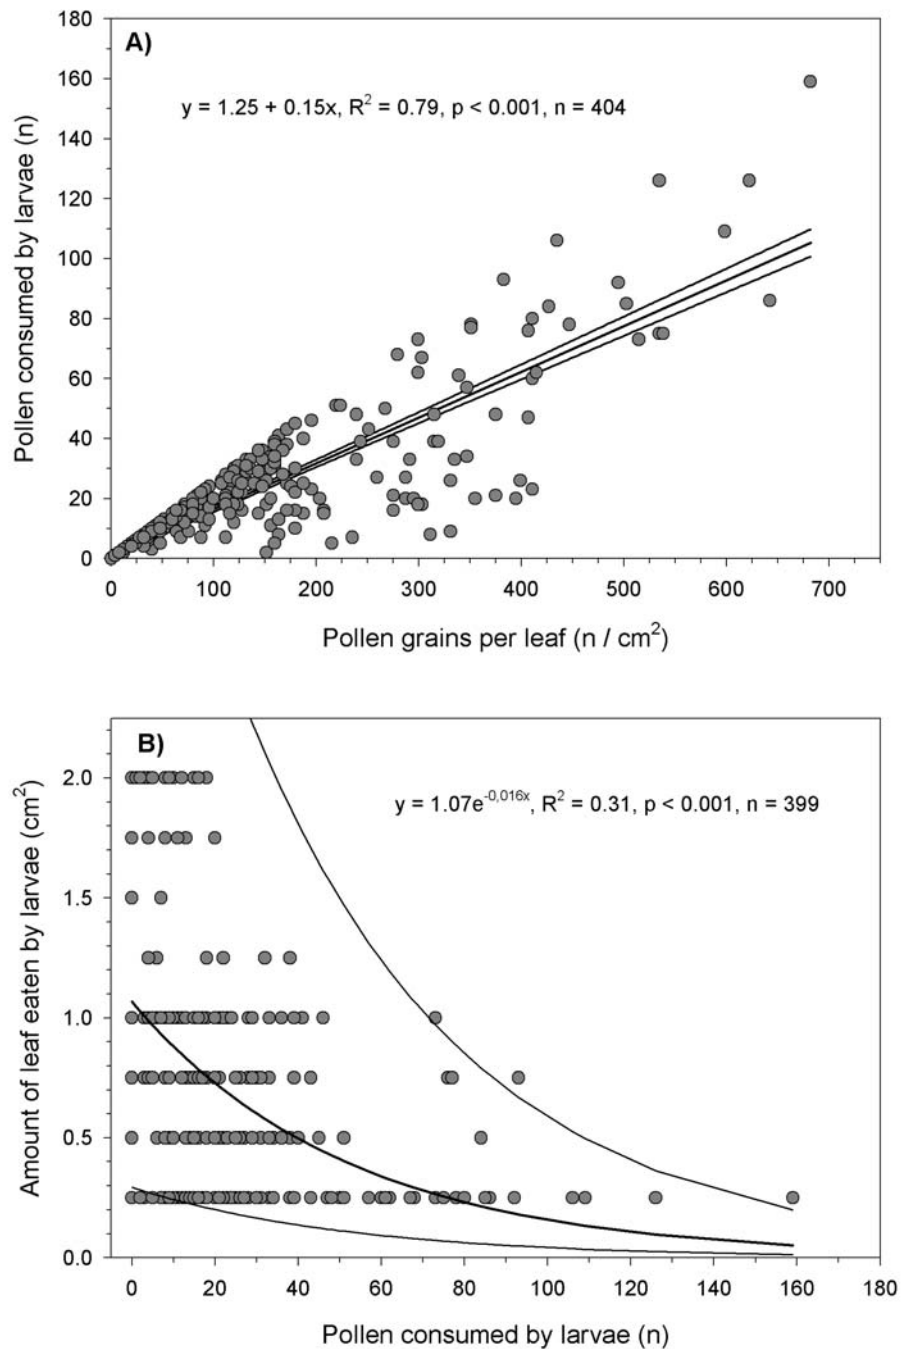 A)
y = 1.25 + 0.15x, R² = 0.79, p < 0.001, n = 404
Pollen consumed by larvae (n)
180
160
140
120
100
80
60
40
20
0
0 100 200 300 400 500 600 700
Pollen grains per leaf (n / cm²)
B)
y = 1.07e^-0,016x, R² = 0.31, p < 0.001, n = 399
Amount of leaf eaten by larvae (cm²)
2.0
1.5
1.0
0.5
0.0
0 20 40 60 80 100 120 140 160 180
Pollen consumed by larvae (n)